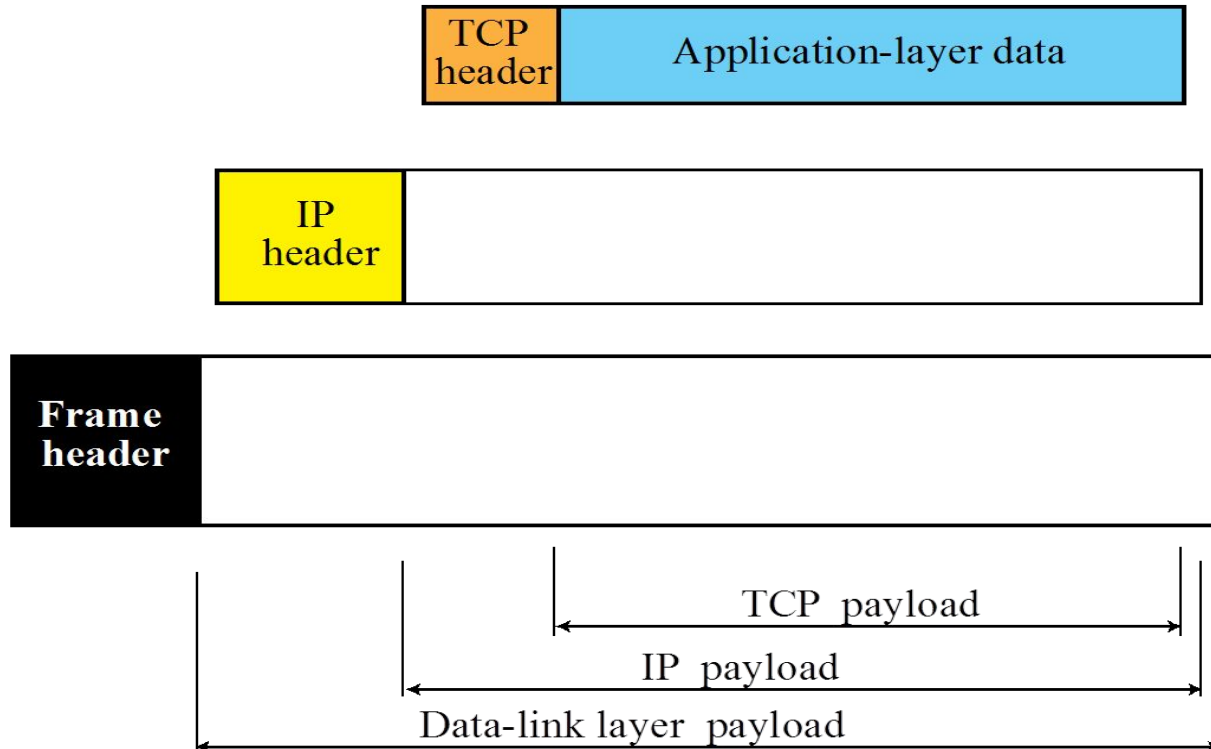 TCP
header
Application-layer data
IP
header
Frame
header
TCP payload
IP payload
Data-link layer payload